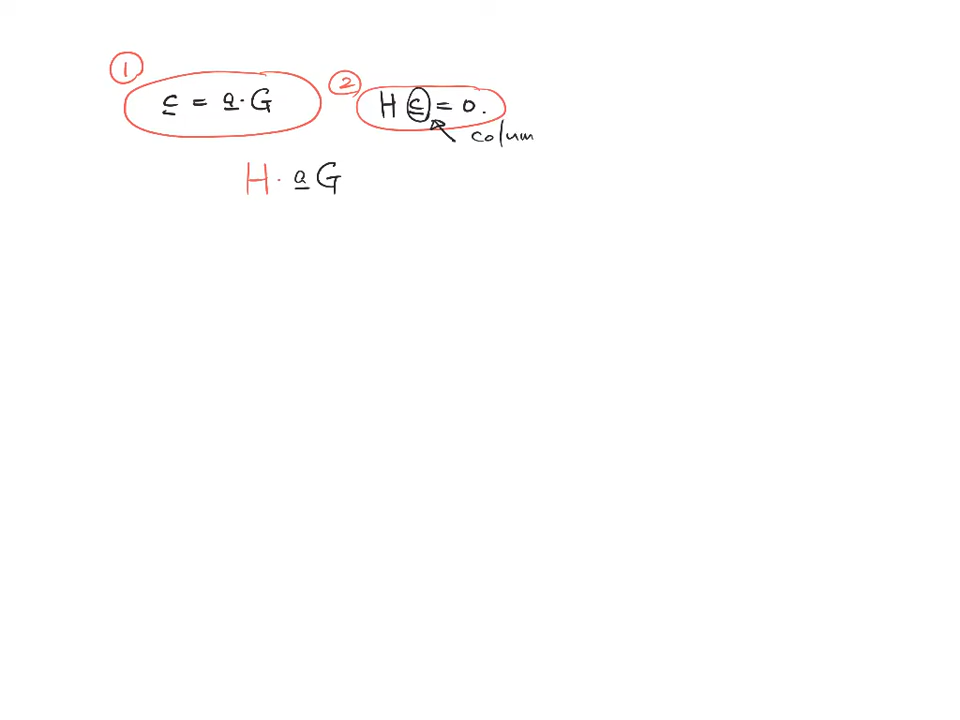 ① ②
c = a · G H c = 0 .
colum
H · a G